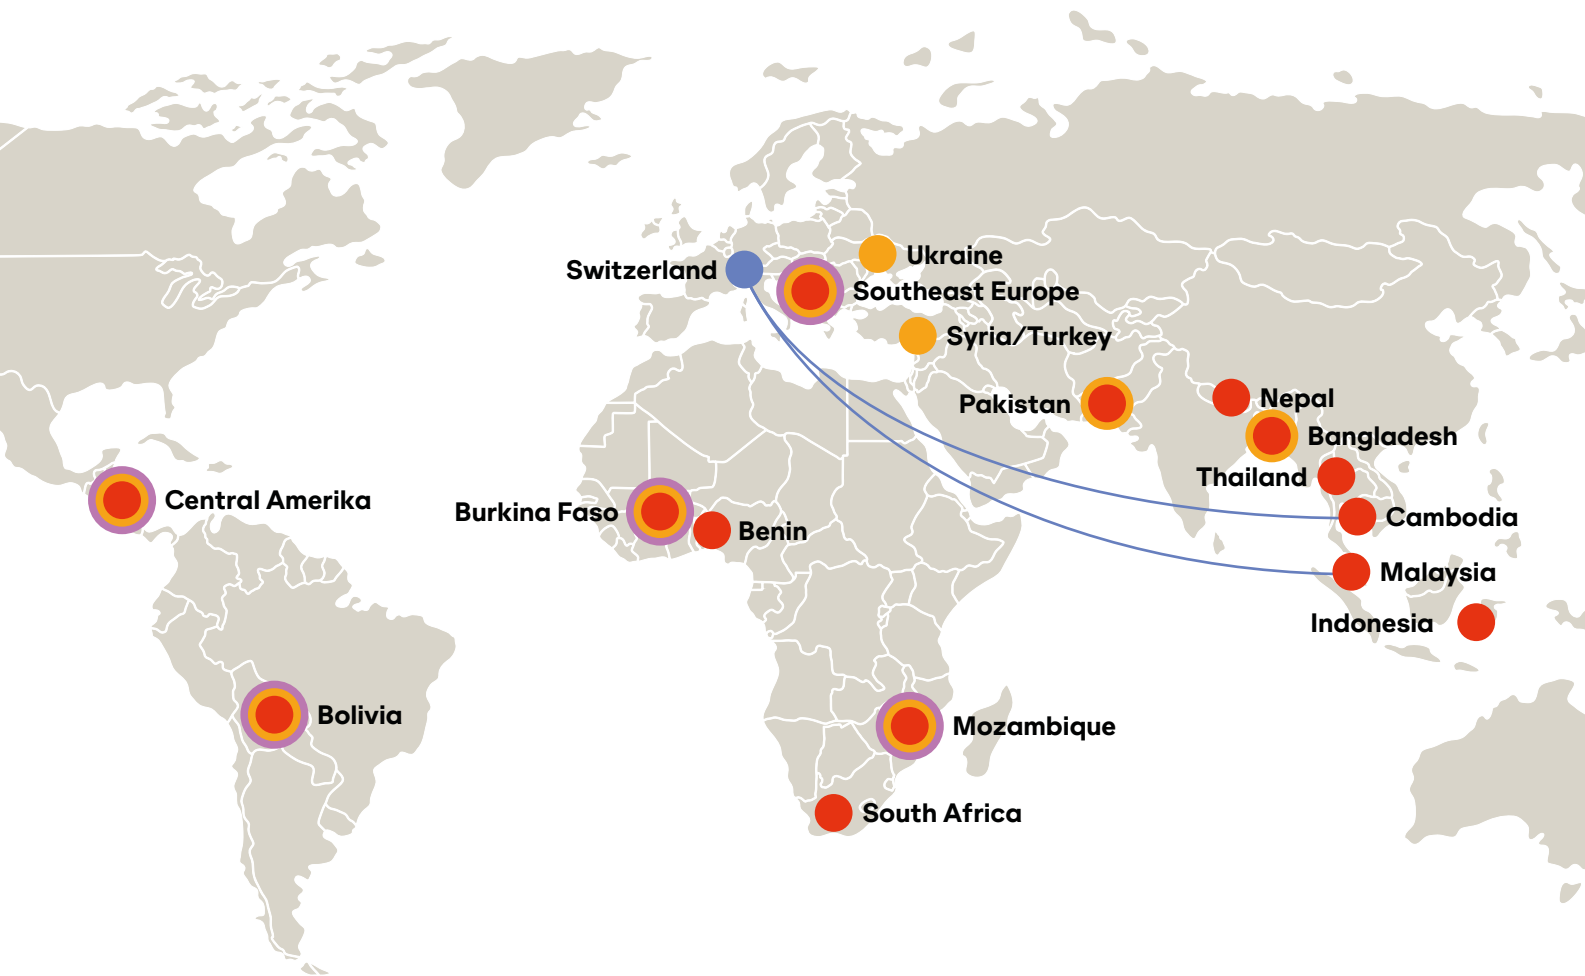 Ukraine
Switzerland
Southeast Europe
Syria/Turkey
Nepal
Pakistan
Bangladesh
Thailand
Central Amerika
Burkina Faso
Cambodia
Benin
Malaysia
Indonesia
Bolivia
Mozambique
South Africa